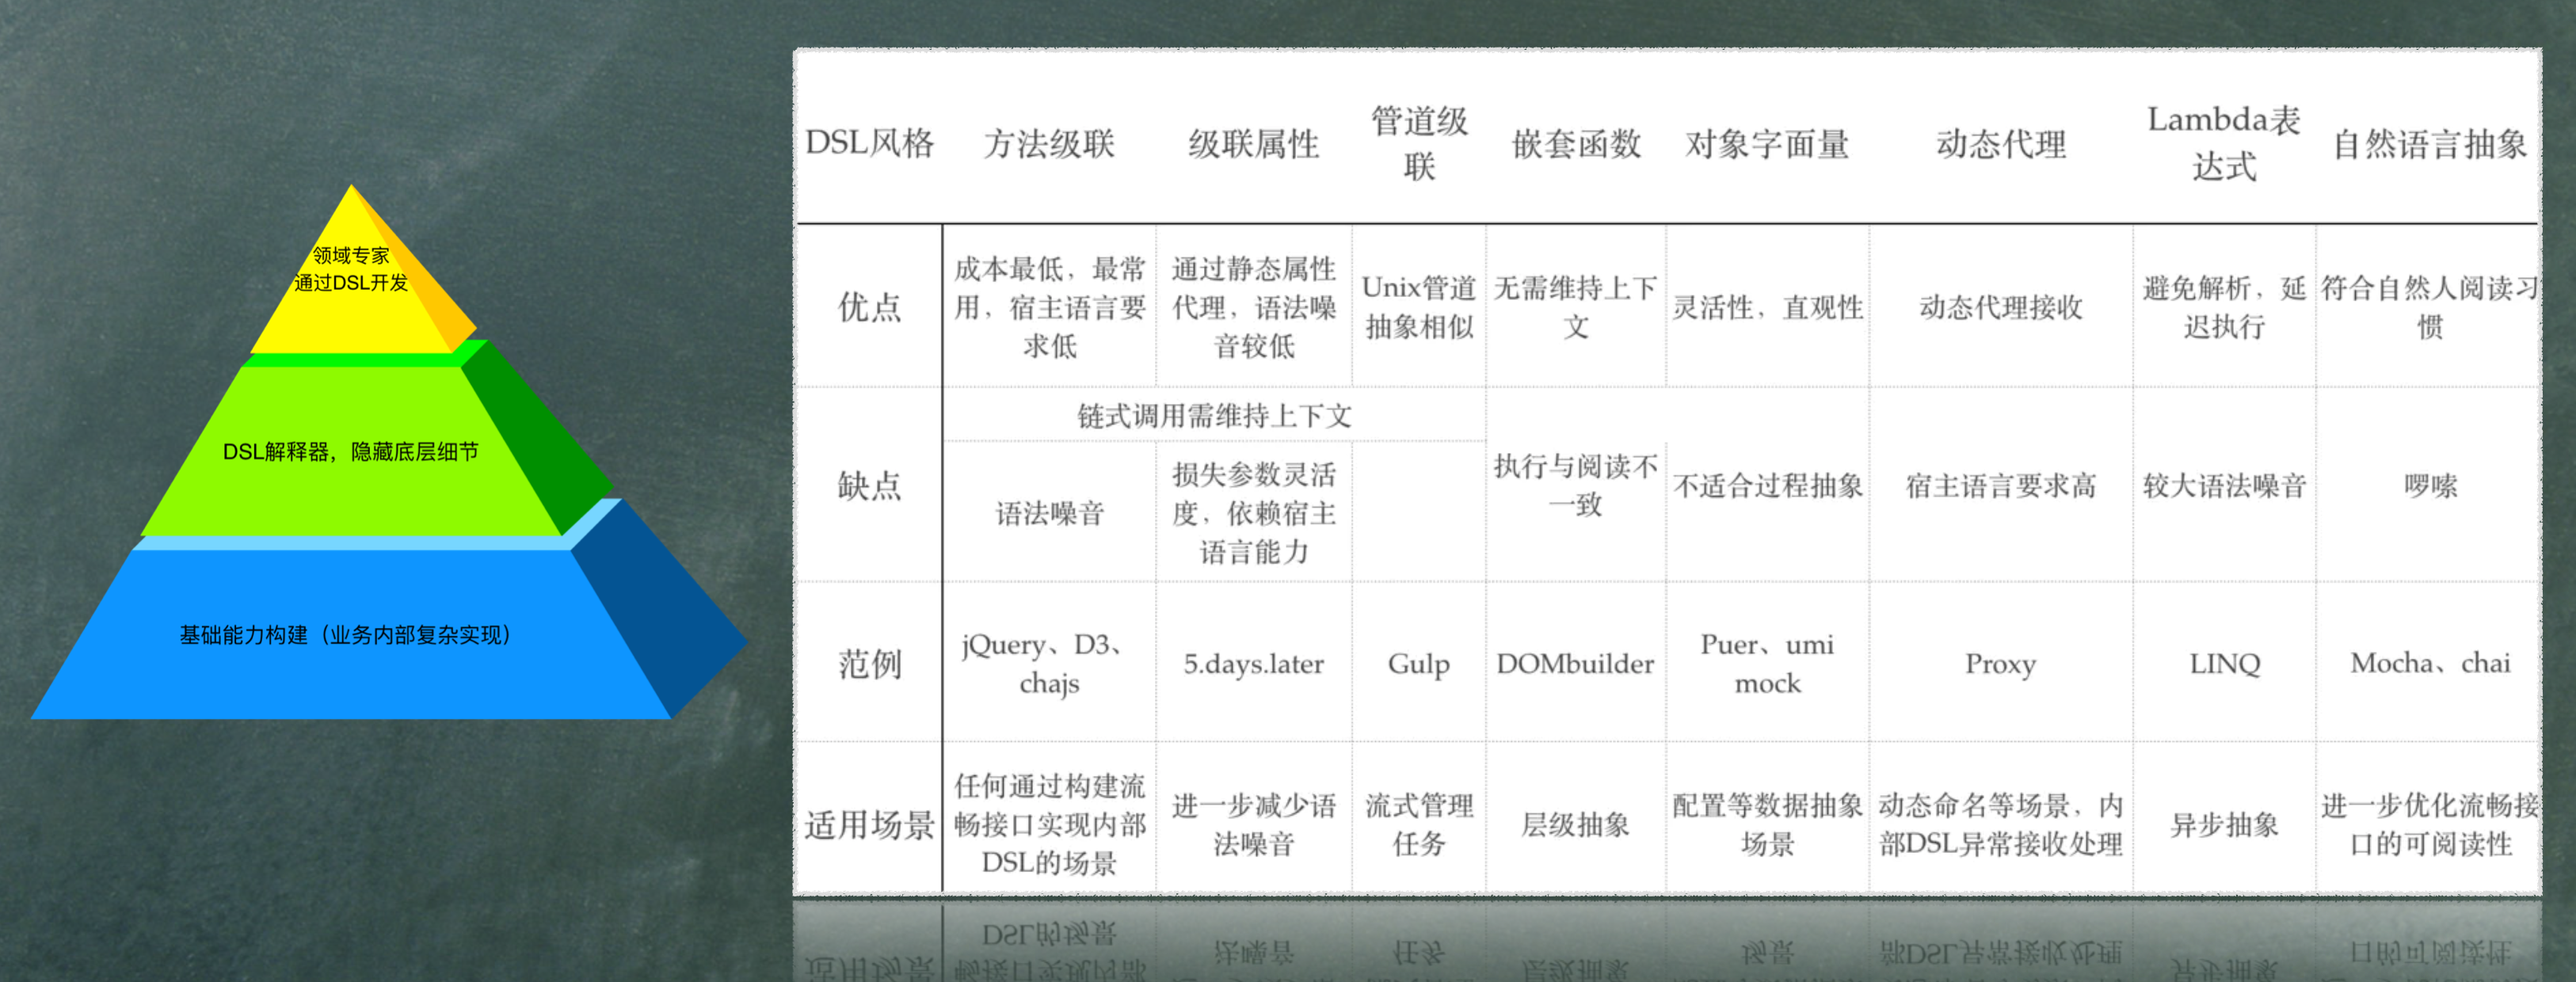 领域专家
通过DSL开发
DSL解释器，隐藏底层细节
基础能力构建（业务内部复杂实现）
DSL风格
方法级联
级联属性
管道级
联
嵌套函数
对象字面量
动态代理
Lambda表
达式
自然语言抽象
优点
成本最低，最常
用，宿主语言要
求低
通过静态属性
代理，语法噪
音较低
Unix管道
抽象相似
无需维持上下
文
灵活性，直观性
动态代理接收
避免解析，延
迟执行
符合自然人阅读习
惯
缺点
链式调用需维持上下文
语法噪音
损失参数灵活
度，依赖宿主
语言能力
执行与阅读不
一致
不适合过程抽象
宿主语言要求高
较大语法噪音
啰嗦
范例
jQuery、D3、
chajs
5.days.later
Gulp
DOMbuilder
Puer、umi
mock
Proxy
LINQ
Mocha、chai
适用场景
任何通过构建流
畅接口实现内部
DSL的场景
进一步减少语
法噪音
流式管理
任务
层级抽象
配置等数据抽象
场景
动态命名等场景，内
部DSL异常接收处理
异步抽象
进一步优化流畅接
口的可阅读性